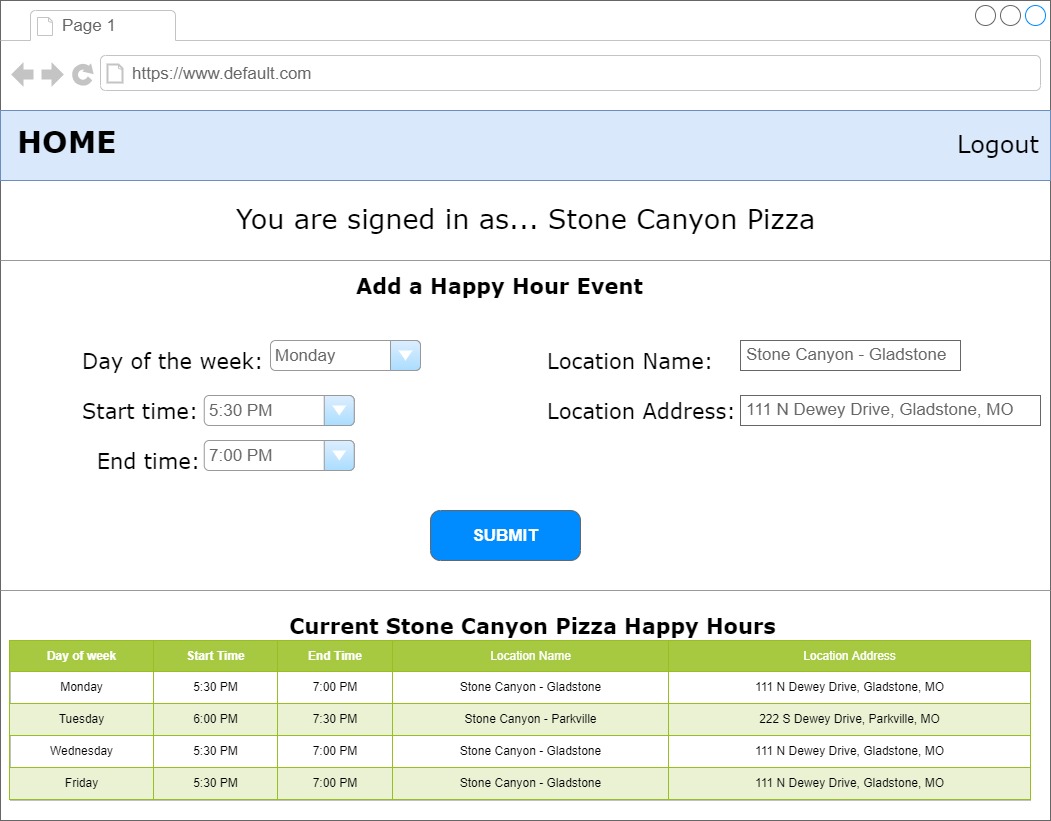 Page 1
https://www.default.com
HOME Logout
You are signed in as... Stone Canyon Pizza
Add a Happy Hour Event
Day of the week: Monday
Start time: 5:30 PM
End time: 7:00 PM
Location Name: Stone Canyon - Gladstone
Location Address: 111 N Dewey Drive, Gladstone, MO
SUBMIT
Current Stone Canyon Pizza Happy Hours
Day of week Start Time End Time Location Name Location Address
Monday 5:30 PM 7:00 PM Stone Canyon - Gladstone 111 N Dewey Drive, Gladstone, MO
Tuesday 6:00 PM 7:30 PM Stone Canyon - Parkville 222 S Dewey Drive, Parkville, MO
Wednesday 5:30 PM 7:00 PM Stone Canyon - Gladstone 111 N Dewey Drive, Gladstone, MO
Friday 5:30 PM 7:00 PM Stone Canyon - Gladstone 111 N Dewey Drive, Gladstone, MO